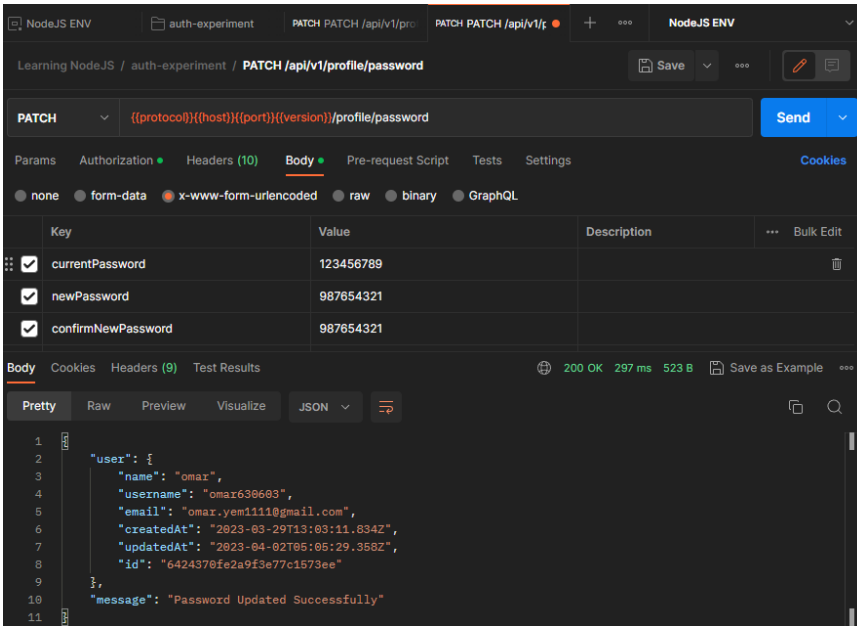 NodeJS ENV auth-experiment PATCH PATCH /api/v1/pro PATCH PATCH /api/v1/p NodeJS ENV
Learning NodeJS / auth-experiment / PATCH /api/v1/profile/password Save
PATCH {{protocol}}{{host}}{{port}}{{version}}/profile/password Send
Params Authorization Headers (10) Body Pre-request Script Tests Settings Cookies
none form-data x-www-form-urlencoded raw binary GraphQL
Key Value Description Bulk Edit
currentPassword 123456789
newPassword 987654321
confirmNewPassword 987654321
Body Cookies Headers (9) Test Results 200 OK 297 ms 523 B Save as Example
Pretty Raw Preview Visualize JSON
1 {
2 "user": {
3 "name": "omar",
4 "username": "omar630603",
5 "email": "omar.yem1111@gmail.com",
6 "createdAt": "2023-03-29T13:03:11.834Z",
7 "updatedAt": "2023-04-02T05:05:29.358Z",
8 "id": "6424370fe2a9f3e77c1573ee"
9 },
10 "message": "Password Updated Successfully"
11 }